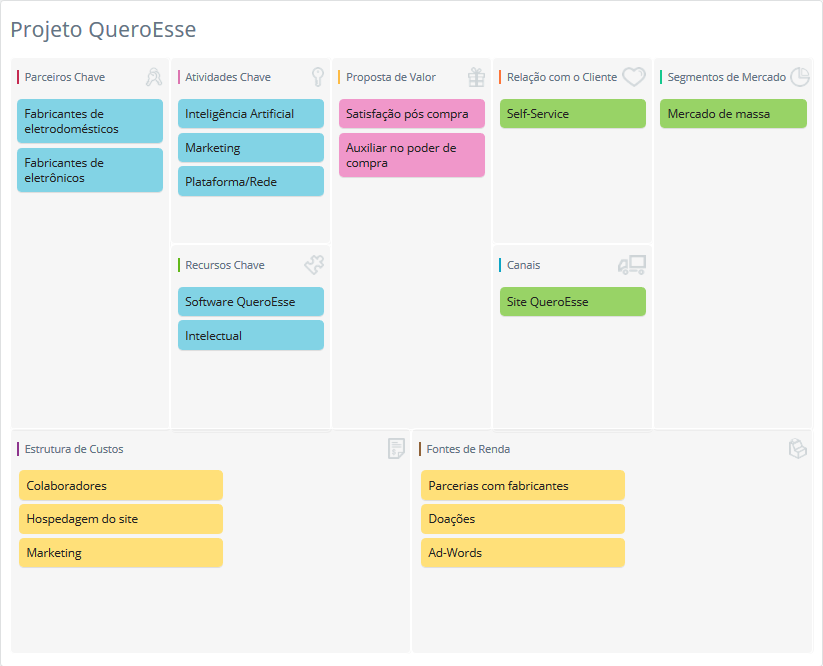 Projeto QueroEsse
Parceiros Chave
Fabricantes de
eletrodomésticos
Fabricantes de
eletrônicos
Atividades Chave
Inteligência Artificial
Marketing
Plataforma/Rede
Recursos Chave
Software QueroEsse
Intelectual
Proposta de Valor
Satisfação pós compra
Auxiliar no poder de
compra
Relação com o Cliente
Self-Service
Canais
Site QueroEsse
Segmentos de Mercado
Mercado de massa
Estrutura de Custos
Colaboradores
Hospedagem do site
Marketing
Fontes de Renda
Parcerias com fabricantes
Doações
Ad-Words